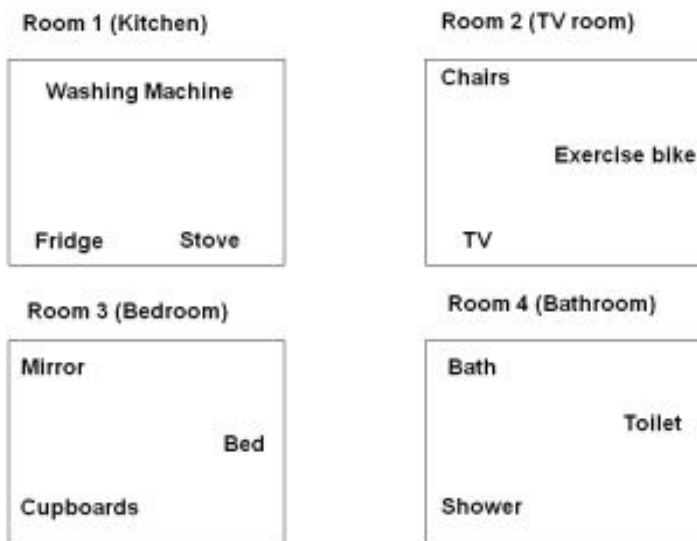 Room 1 (Kitchen)
Washing Machine
Fridge
Stove
Room 2 (TV room)
Chairs
Exercise bike
TV
Room 3 (Bedroom)
Mirror
Bed
Cupboards
Room 4 (Bathroom)
Bath
Toilet
Shower